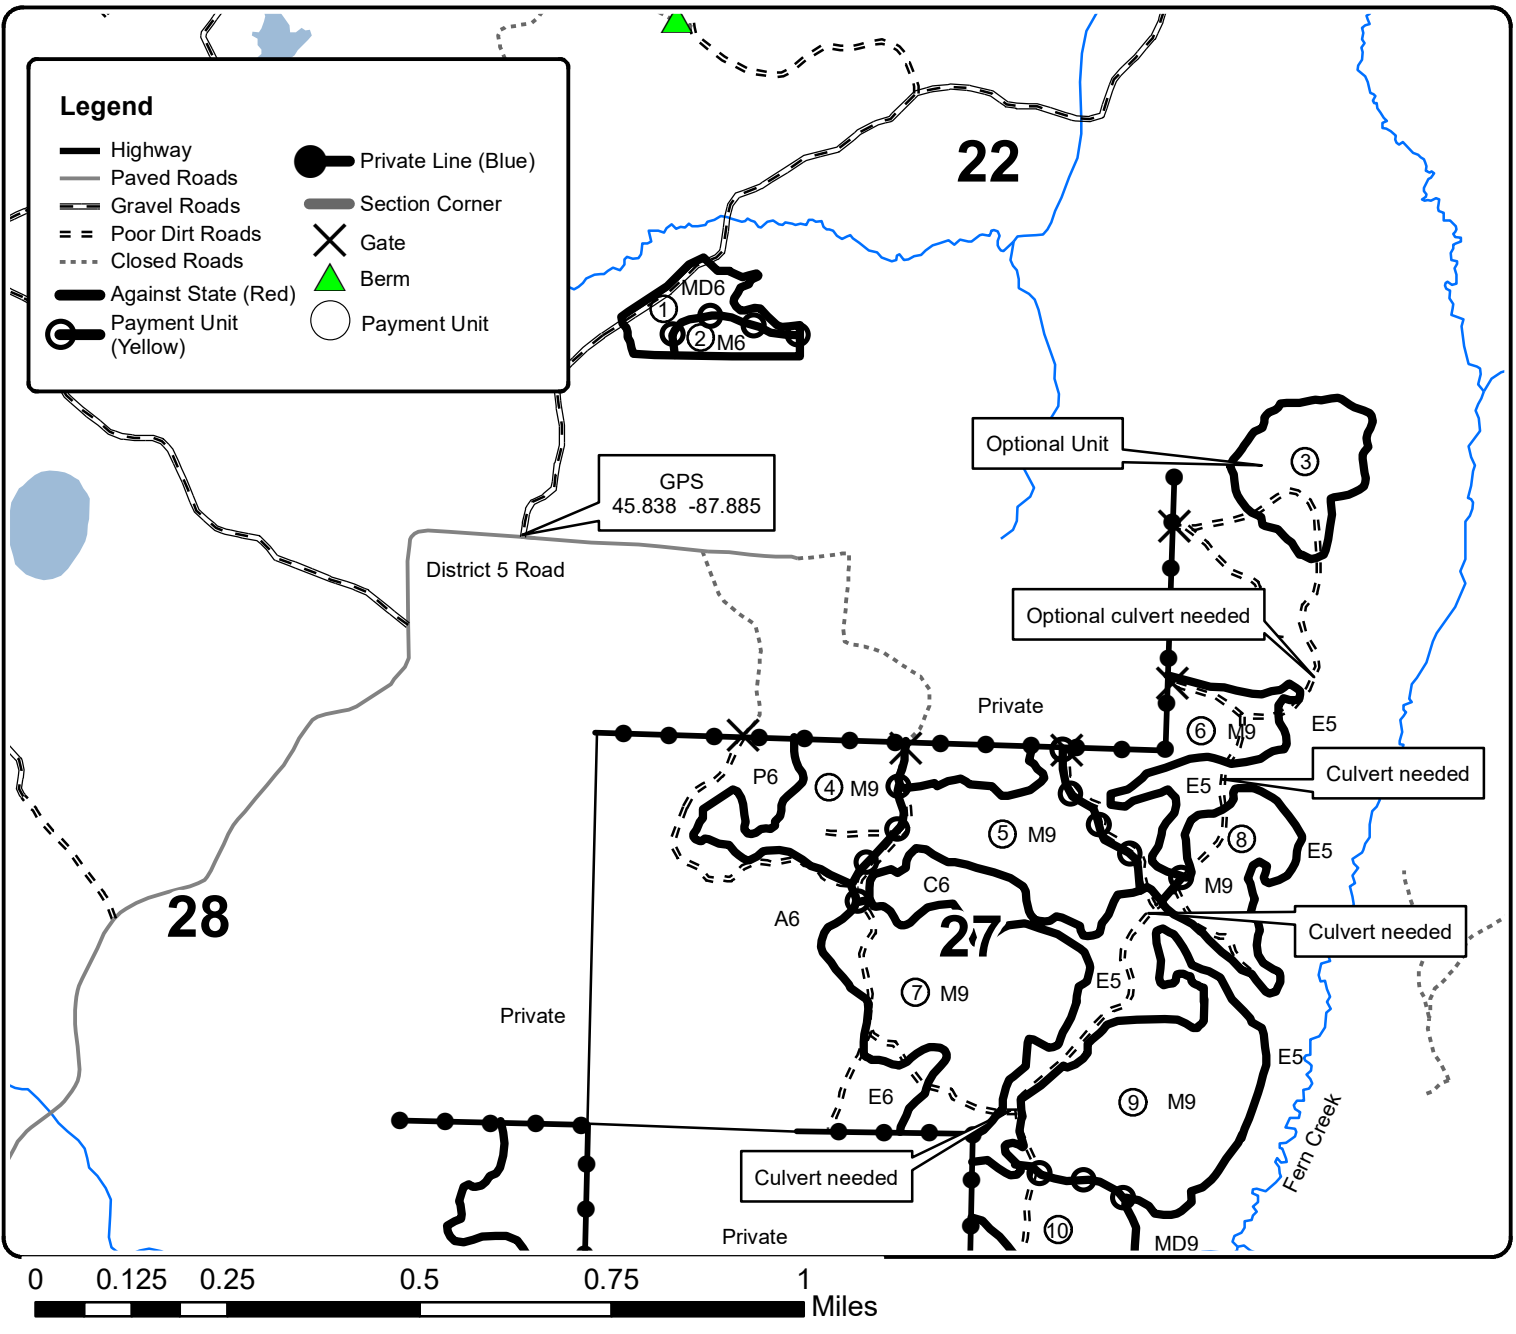 Legend
Highway
Paved Roads
Gravel Roads
Poor Dirt Roads
Closed Roads
Against State (Red)
Payment Unit
(Yellow)
Private Line (Blue)
Section Corner
Gate
Berm
Payment Unit
22
MD6
1
2 M6
Optional Unit
3
GPS
45.838 -87.885
District 5 Road
Optional culvert needed
Private
6 M9
E5
P6
4 M9
E5
Culvert needed
5 M9
8
E5
C6
M9
28
A6
27
Culvert needed
E5
7 M9
Private
E5
E6
9 M9
Fern Creek
Culvert needed
Private
10
MD9
0 0.125 0.25 0.5 0.75 1
Miles